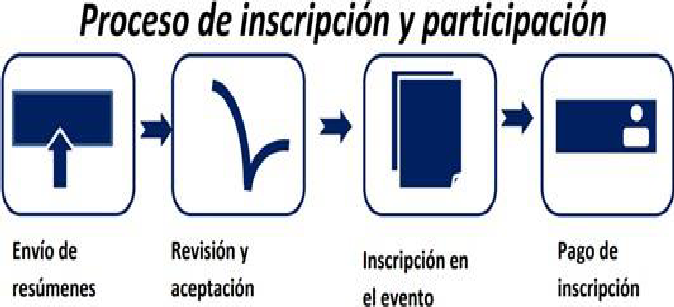 Proceso de inscripción y participación
Envío de
resúmenes
Revisión y
aceptación
Inscripción en
el evento
Pago de
inscripción